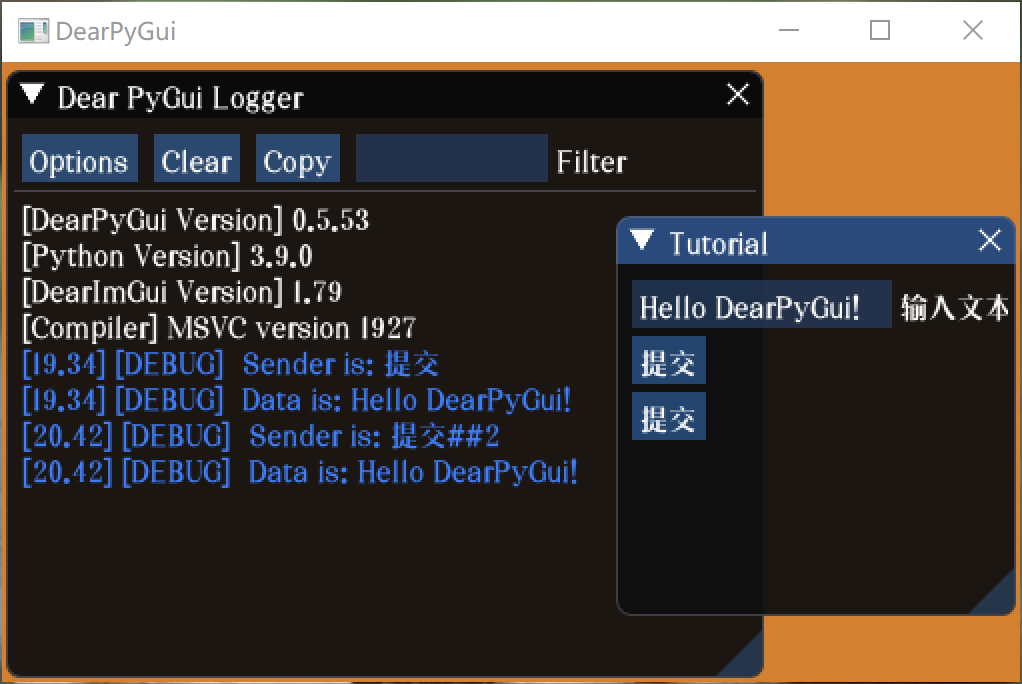 DearPyGui
Dear PyGui Logger
Options Clear Copy Filter
[DearPyGui Version] 0.5.53
[Python Version] 3.9.0
[DearImGui Version] 1.79
[Compiler] MSVC version 1927
[19.34] [DEBUG] Sender is: 提交
[19.34] [DEBUG] Data is: Hello DearPyGui!
[20.42] [DEBUG] Sender is: 提交##2
[20.42] [DEBUG] Data is: Hello DearPyGui!
Tutorial
Hello DearPyGui! 输入文本
提交
提交